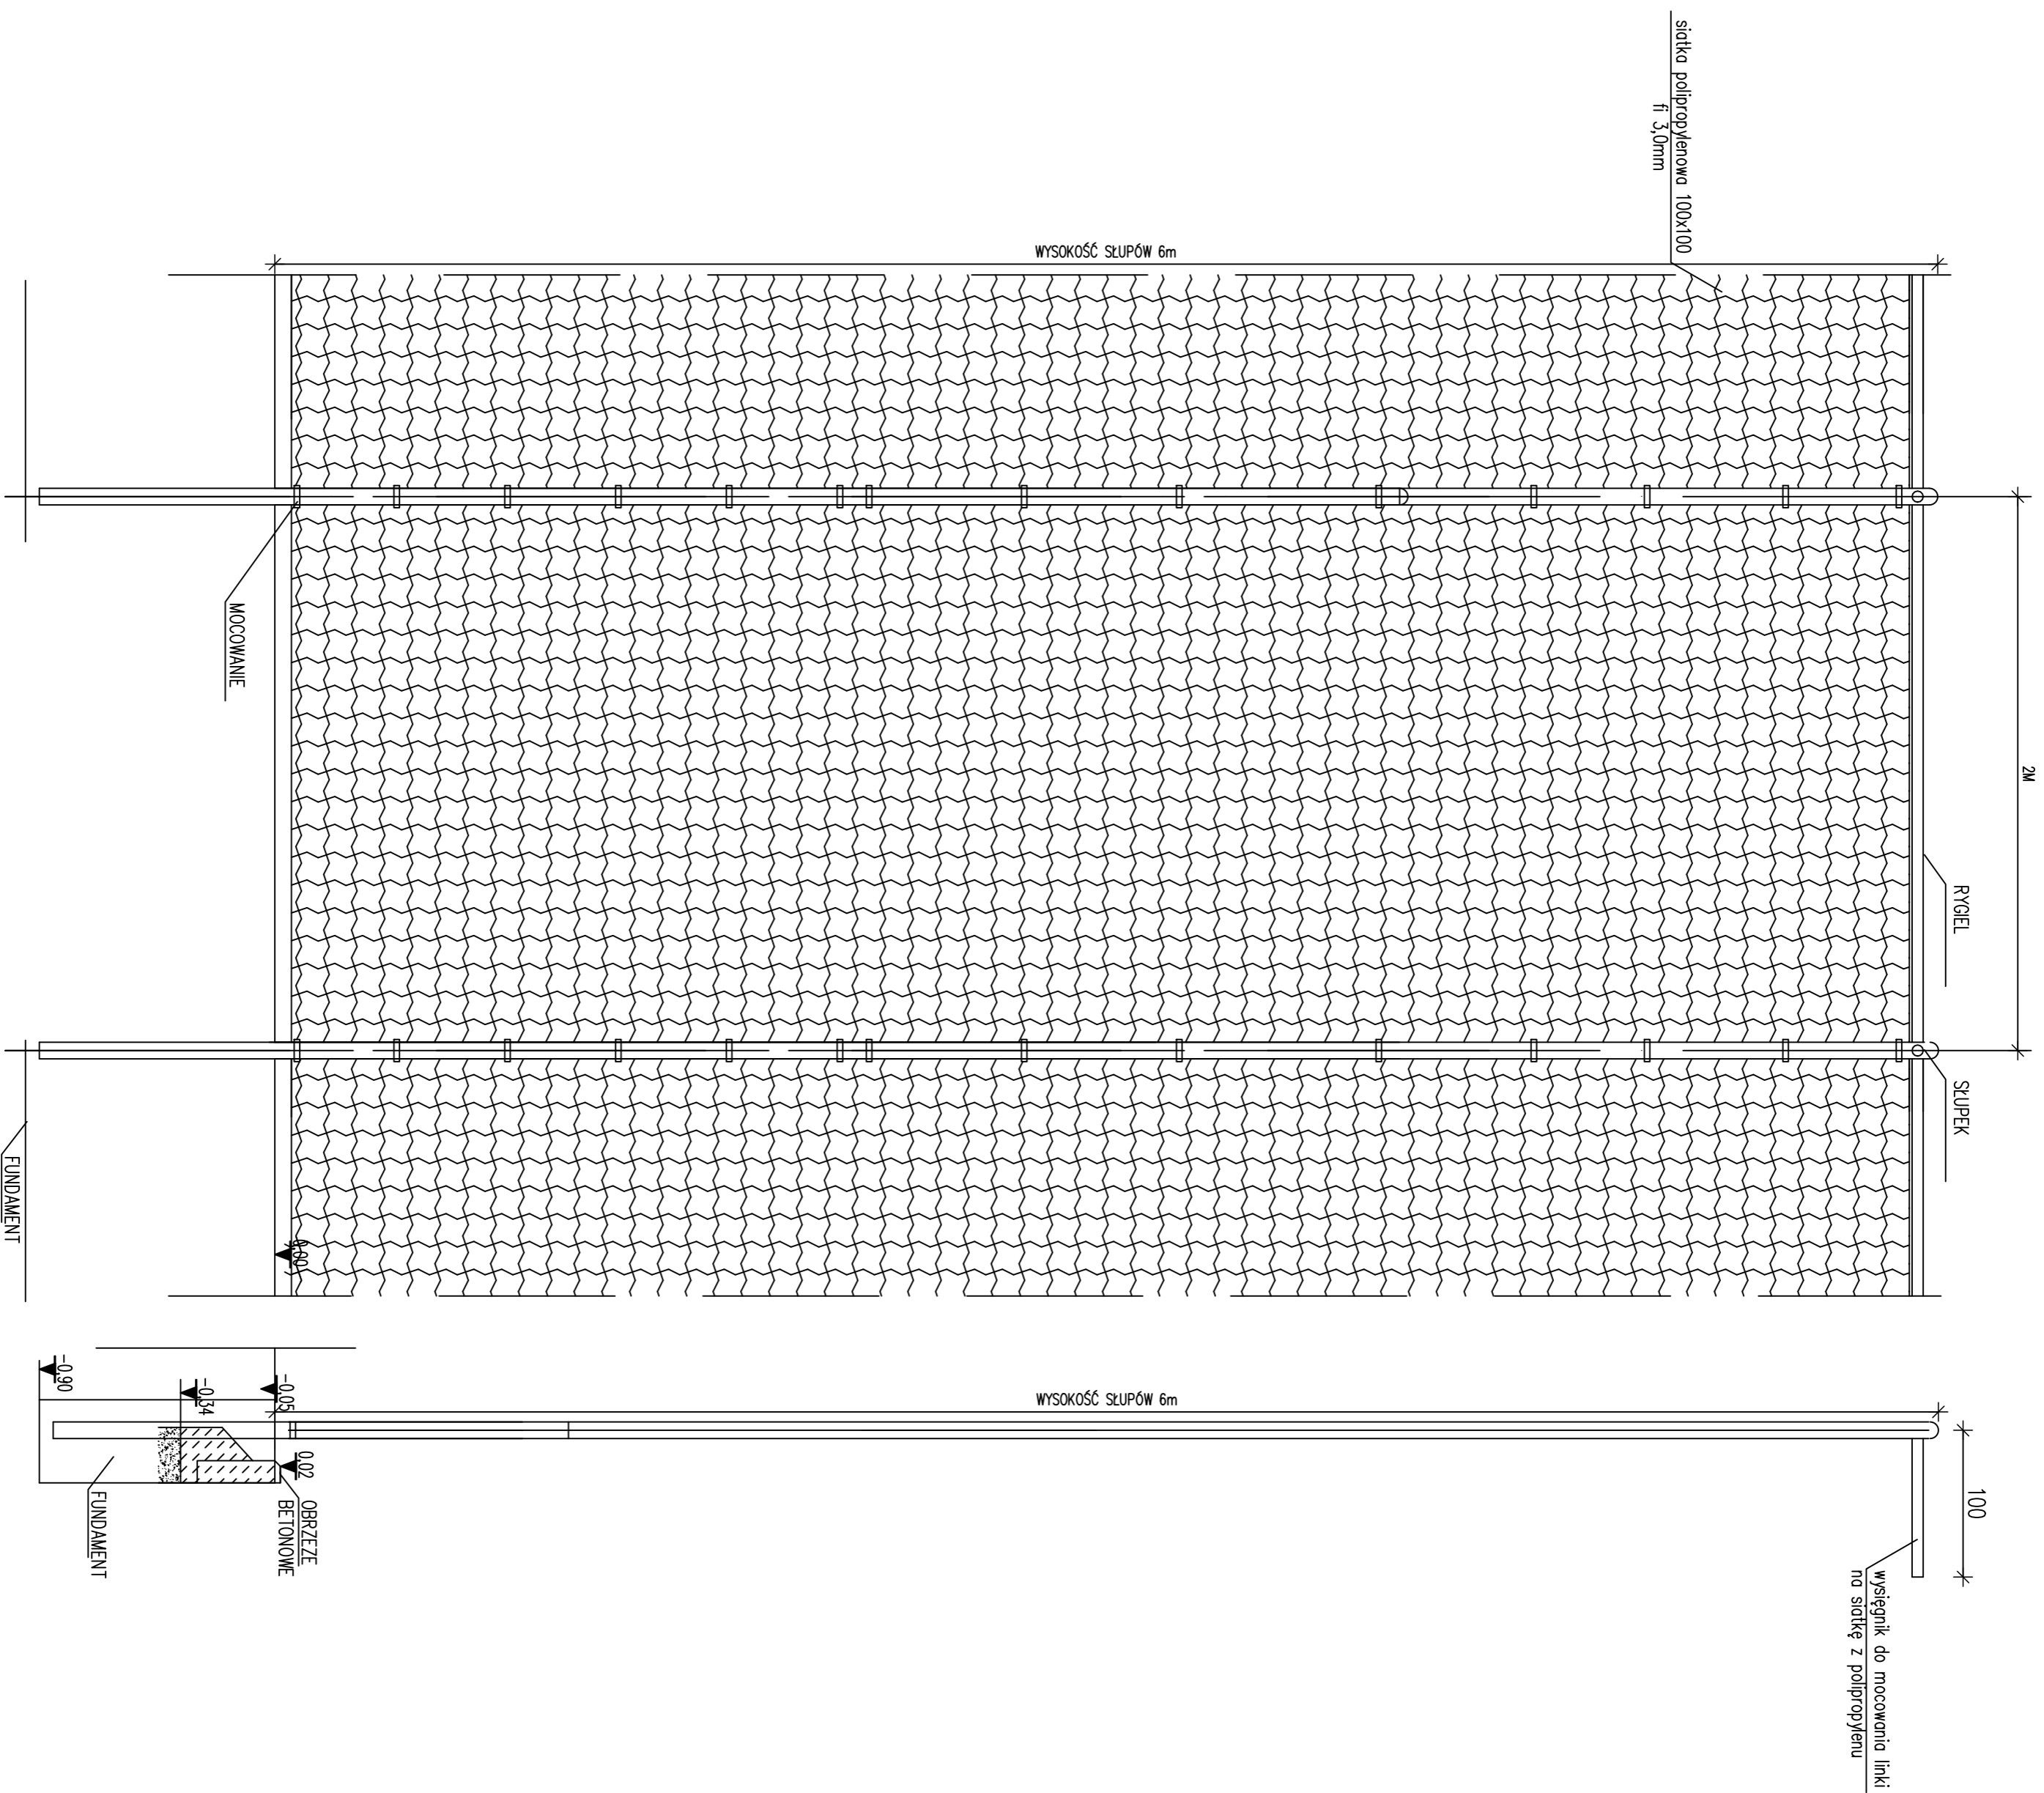 siatka polipropylenowa 100x100
fi 3,0mm
WYSOKOŚĆ SŁUPÓW 6m
2M
RYGIEL
SŁUPEK
MOCOWANIE
FUNDAMENT
0,00
WYSOKOŚĆ SŁUPÓW 6m
100
wysięgnik do mocowania linki
na siatkę z polipropylenu
-0,90
-0,34
-0,05
0,02
OBRZEZE
BETONOWE
FUNDAMENT